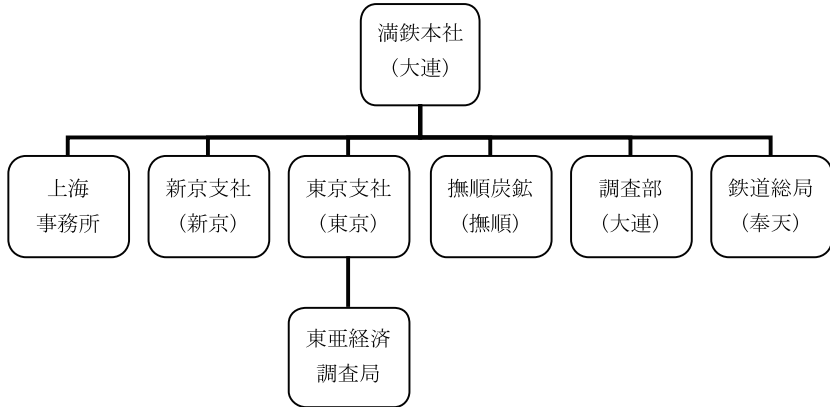 満鉄本社
(大連)
上海
事務所
新京支社
(新京)
東京支社
(東京)
撫順炭鉱
(撫順)
調査部
(大連)
鉄道総局
(奉天)
東亜経済
調査局